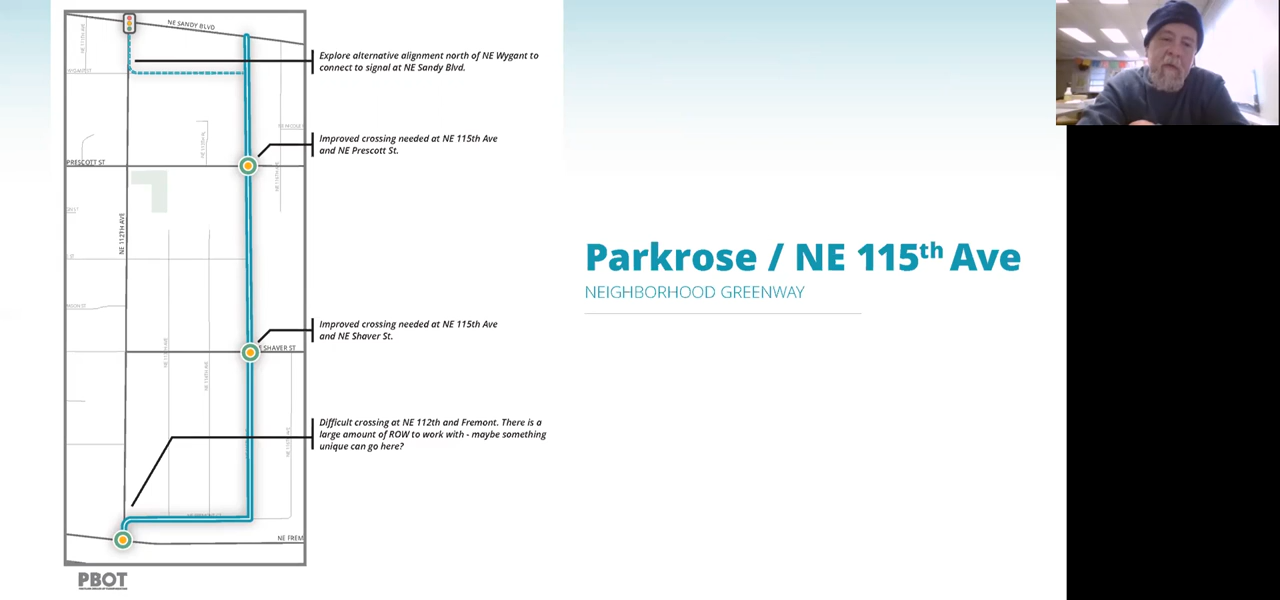 NE SANDY BLVD
Explore alternative alignment north of NE Wygant to
connect to signal at NE Sandy Blvd.
WYGANT ST
Improved crossing needed at NE 115th Ave
and NE Prescott St.
PRESCOTT ST
NE 112TH AVE
Parkrose / NE 115th Ave
NEIGHBORHOOD GREENWAY
Improved crossing needed at NE 115th Ave
and NE Shaver St.
SHAVER ST
Difficult crossing at NE 112th and Fremont. There is a
large amount of ROW to work with - maybe something
unique can go here?
NE FREM
PBOT